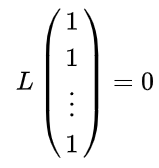 L ( 1 1 ⋮ 1 ) = 0